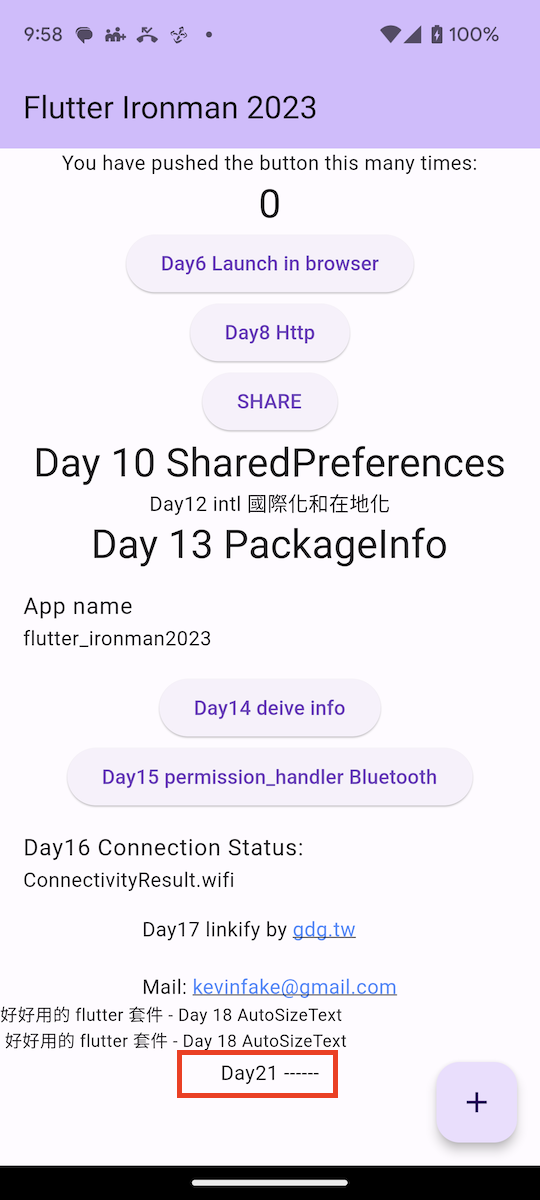 9:58
100%
Flutter Ironman 2023
You have pushed the button this many times:
0
Day6 Launch in browser
Day8 Http
SHARE
Day 10 SharedPreferences
Day12 intl 國際化和在地化
Day 13 PackageInfo
App name
flutter_ironman2023
Day14 deive info
Day15 permission_handler Bluetooth
Day16 Connection Status:
ConnectivityResult.wifi
Day17 linkify by gdg.tw
Mail: kevinfake@gmail.com
好好用的 flutter 套件 - Day 18 AutoSizeText
好好用的 flutter 套件 - Day 18 AutoSizeText
Day21 ------
+